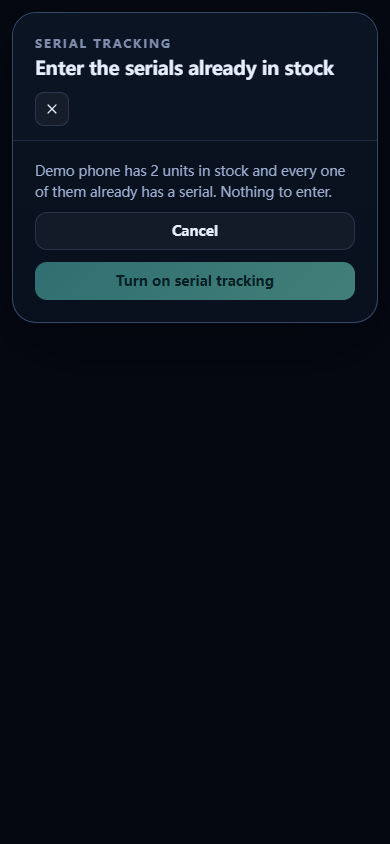 SERIAL TRACKING
Enter the serials already in stock
×
Demo phone has 2 units in stock and every one
of them already has a serial. Nothing to enter.
Cancel
Turn on serial tracking